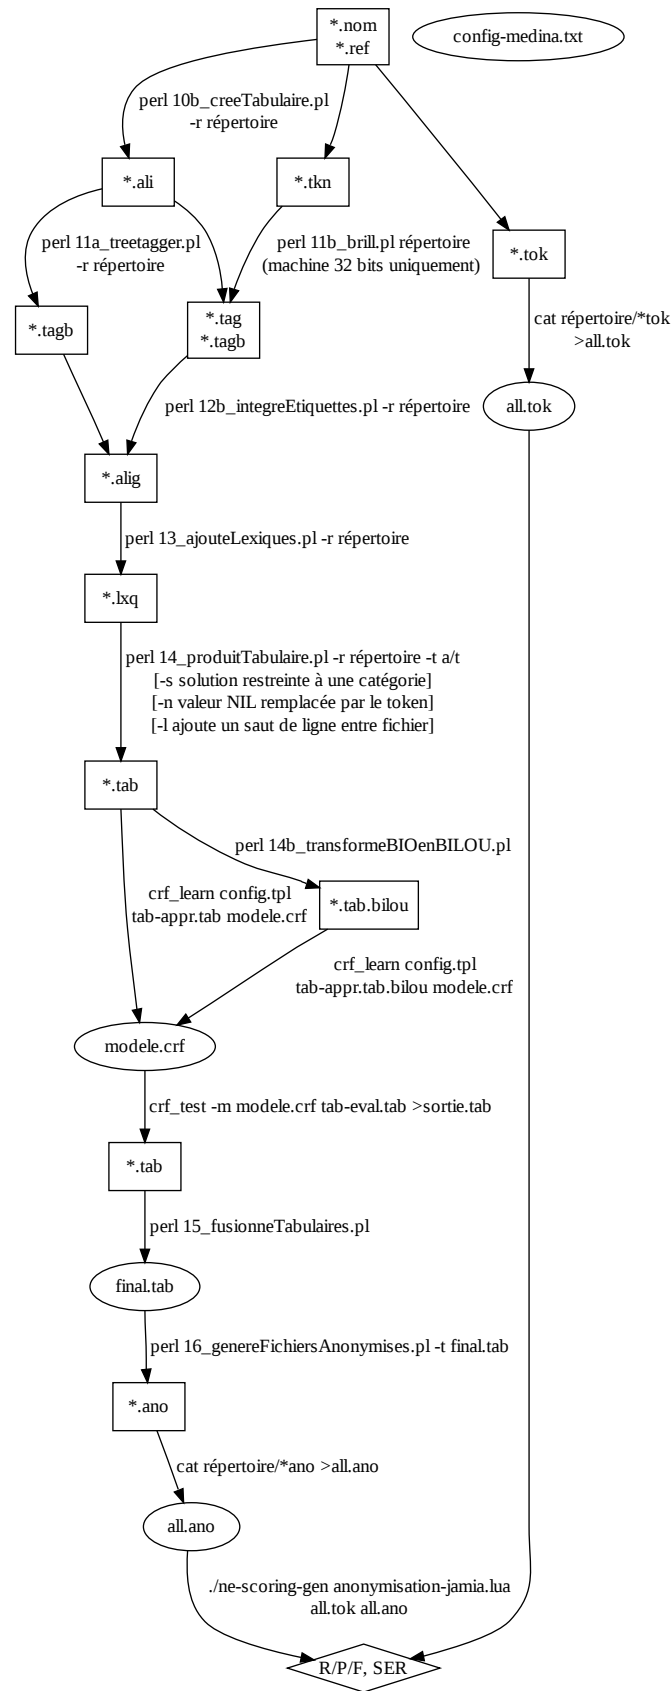 *.nom
*.ref
config-medina.txt
perl 10b_creeTabulaire.pl
-r répertoire
*.ali
*.tkn
perl 11a_treetagger.pl
-r répertoire
perl 11b_brill.pl répertoire
(machine 32 bits uniquement)
*.tok
*.tagb
*.tag
*.tagb
cat répertoire/*tok
>all.tok
perl 12b_integreEtiquettes.pl -r répertoire
all.tok
*.alig
perl 13_ajouteLexiques.pl -r répertoire
*.lxq
perl 14_produitTabulaire.pl -r répertoire -t a/t
[-s solution restreinte à une catégorie]
[-n valeur NIL remplacée par le token]
[-l ajoute un saut de ligne entre fichier]
*.tab
perl 14b_transformeBIOenBILOU.pl
crf_learn config.tpl
tab-appr.tab modele.crf
*.tab.bilou
crf_learn config.tpl
tab-appr.tab.bilou modele.crf
modele.crf
crf_test -m modele.crf tab-eval.tab >sortie.tab
*.tab
perl 15_fusionneTabulaires.pl
final.tab
perl 16_genereFichiersAnonymises.pl -t final.tab
*.ano
cat répertoire/*ano >all.ano
all.ano
./ne-scoring-gen anonymisation-jamia.lua
all.tok all.ano
R/P/F, SER